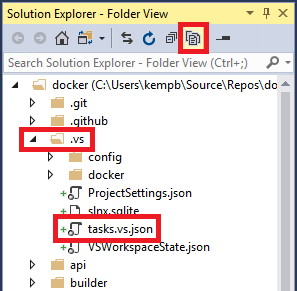 Solution Explorer - Folder View
Search Solution Explorer - Folder View (Ctrl+;)
docker (C:\Users\kempb\Source\Repos\do
.git
.github
.vs
config
docker
ProjectSettings.json
slnx.sqlite
tasks.vs.json
VSWorkspaceState.json
api
builder